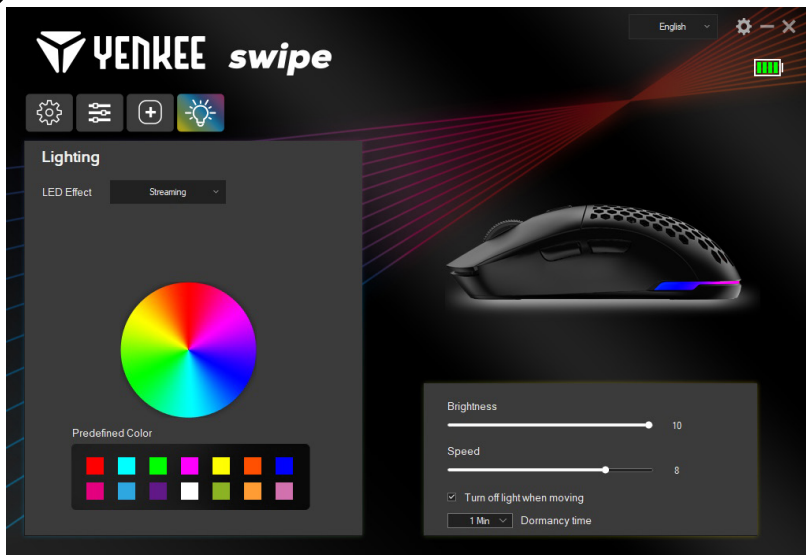 YENKEE swipe
English
Lighting
LED Effect Streaming
Predefined Color
Brightness
10
Speed
8
Turn off light when moving
1 Min Dormancy time